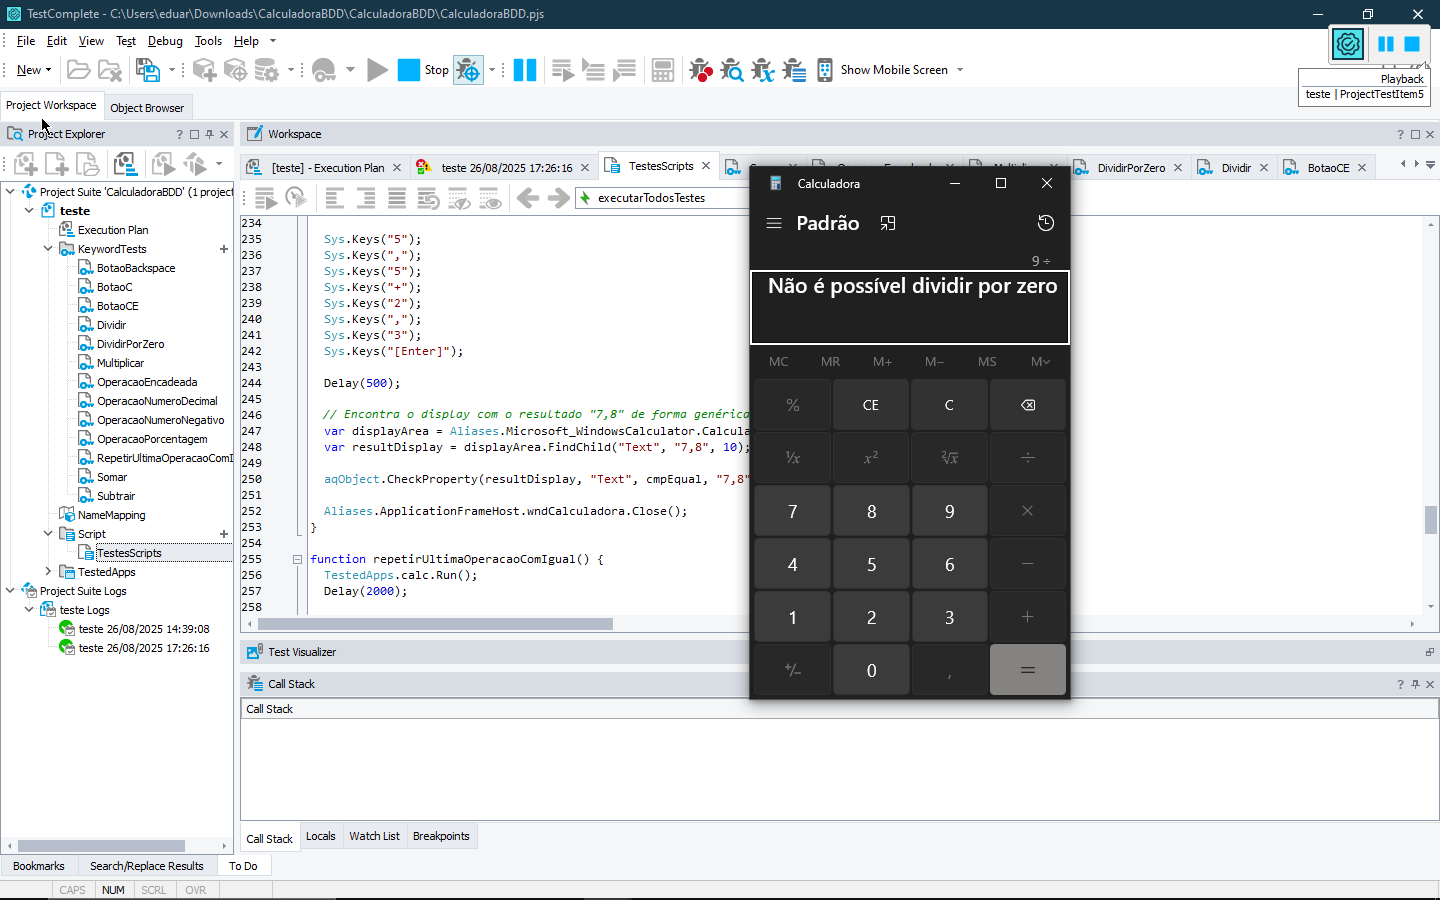 TestComplete - C:\Users\eduar\Downloads\CalculadoraBDD\CalculadoraBDD\CalculadoraBDD.pjs
File Edit View Test Debug Tools Help
New
Stop
Show Mobile Screen
Playback
teste | ProjectTestItem5
Project Workspace
Object Browser
Project Explorer
Workspace
[teste] - Execution Plan
teste 26/08/2025 17:26:16
TestesScripts
DividirPorZero
Dividir
BotaoCE
executarTodosTestes
Project Suite 'CalculadoraBDD' (1 project
teste
Execution Plan
KeywordTests
BotaoBackspace
BotaoC
BotaoCE
Dividir
DividirPorZero
Multiplicar
OperacaoEncadeada
OperacaoNumeroDecimal
OperacaoNumeroNegativo
OperacaoPorcentagem
RepetirUltimaOperacaoComI
Somar
Subtrair
NameMapping
Script
TestesScripts
TestedApps
Project Suite Logs
teste Logs
teste 26/08/2025 14:39:08
teste 26/08/2025 17:26:16
234
235 Sys.Keys("5");
236 Sys.Keys(",");
237 Sys.Keys("5");
238 Sys.Keys("+");
239 Sys.Keys("2");
240 Sys.Keys(",");
241 Sys.Keys("3");
242 Sys.Keys("[Enter]");
243
244 Delay(500);
245
246 // Encontra o display com o resultado "7,8" de forma genérica
247 var displayArea = Aliases.Microsoft_WindowsCalculator.Calcula
248 var resultDisplay = displayArea.FindChild("Text", "7,8", 10);
249
250 aqObject.CheckProperty(resultDisplay, "Text", cmpEqual, "7,8"
251
252 Aliases.ApplicationFrameHost.wndCalculadora.Close();
253 }
254
255 function repetirUltimaOperacaoComIgual() {
256 TestedApps.calc.Run();
257 Delay(2000);
258
Calculadora
Padrão
9 ÷
Não é possível dividir por zero
MC MR M+ M− MS M
% CE C
¹/x x² ²√x ÷
7 8 9 ×
4 5 6 −
1 2 3 +
+/− 0 , =
Test Visualizer
Call Stack
Call Stack
Call Stack Locals Watch List Breakpoints
Bookmarks Search/Replace Results To Do
CAPS NUM SCRL OVR